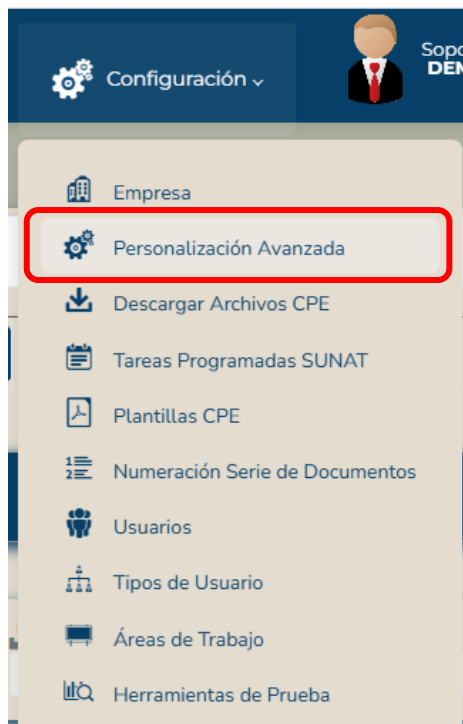 Configuración
Empresa
Personalización Avanzada
Descargar Archivos CPE
Tareas Programadas SUNAT
Plantillas CPE
Numeración Serie de Documentos
Usuarios
Tipos de Usuario
Áreas de Trabajo
Herramientas de Prueba